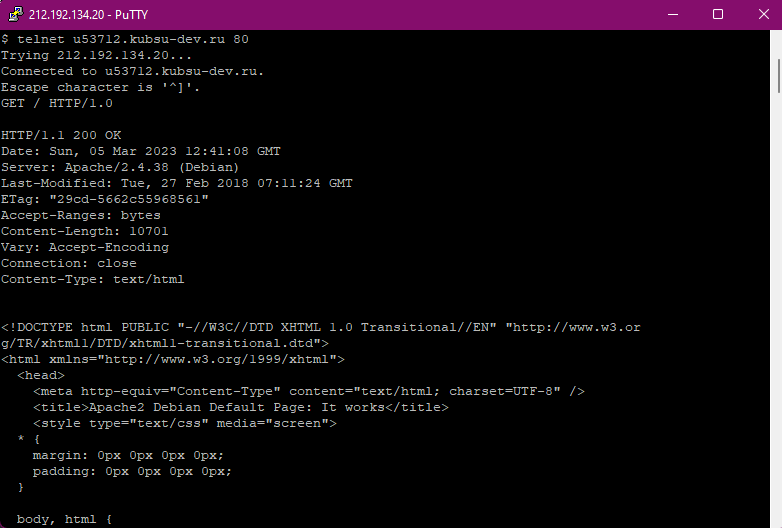 212.192.134.20 - PuTTY
$ telnet u53712.kubsu-dev.ru 80
Trying 212.192.134.20...
Connected to u53712.kubsu-dev.ru.
Escape character is '^]'.
GET / HTTP/1.0

HTTP/1.1 200 OK
Date: Sun, 05 Mar 2023 12:41:08 GMT
Server: Apache/2.4.38 (Debian)
Last-Modified: Tue, 27 Feb 2018 07:11:24 GMT
ETag: "29cd-5662c55968561"
Accept-Ranges: bytes
Content-Length: 10701
Vary: Accept-Encoding
Connection: close
Content-Type: text/html


<!DOCTYPE html PUBLIC "-//W3C//DTD XHTML 1.0 Transitional//EN" "http://www.w3.or
g/TR/xhtml1/DTD/xhtml1-transitional.dtd">
<html xmlns="http://www.w3.org/1999/xhtml">
  <head>
    <meta http-equiv="Content-Type" content="text/html; charset=UTF-8" />
    <title>Apache2 Debian Default Page: It works</title>
    <style type="text/css" media="screen">
  * {
    margin: 0px 0px 0px 0px;
    padding: 0px 0px 0px 0px;
  }

  body, html {